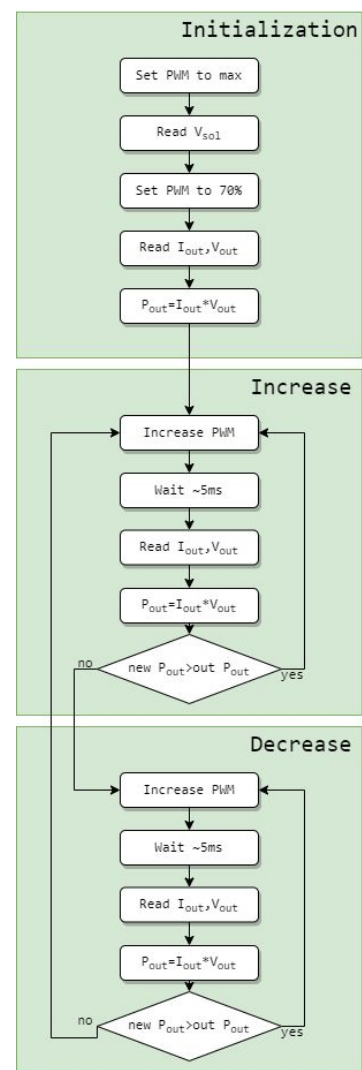 Initialization
Set PWM to max
Read Vsol
Set PWM to 70%
Read Iout,Vout
Pout=Iout*Vout
Increase
Increase PWM
Wait ~5ms
Read Iout,Vout
Pout=Iout*Vout
no
new Pout>out Pout
yes
Decrease
Increase PWM
Wait ~5ms
Read Iout,Vout
Pout=Iout*Vout
no
new Pout>out Pout
yes